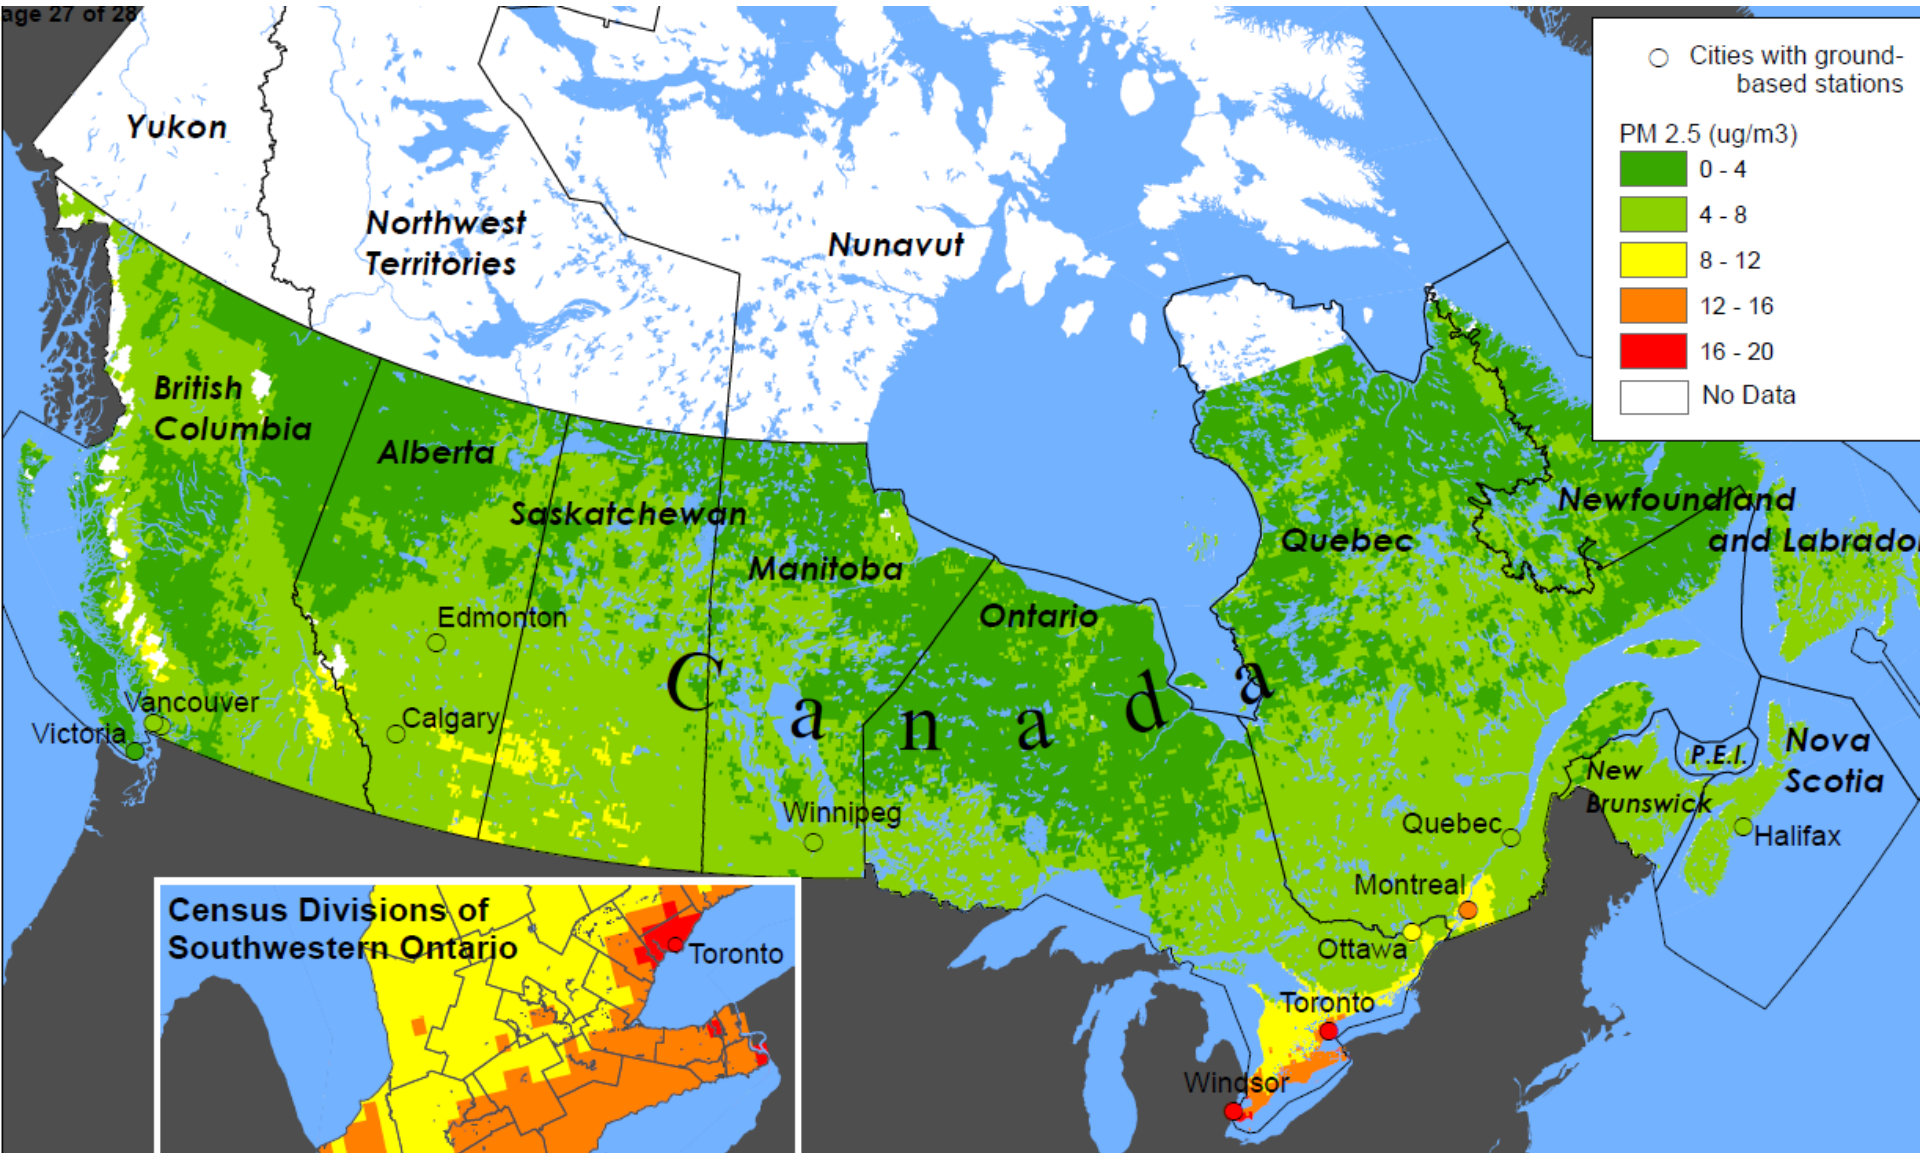 age 27 of 28
Cities with ground-
based stations
PM 2.5 (ug/m3)
0 - 4
4 - 8
8 - 12
12 - 16
16 - 20
No Data
Yukon
Northwest
Territories
Nunavut
British
Columbia
Alberta
Saskatchewan
Manitoba
Ontario
Quebec
Newfoundland
and Labrador
Edmonton
Canada
Vancouver
Victoria
Calgary
Winnipeg
P.E.I.
Nova
Scotia
New
Brunswick
Quebec
Halifax
Montreal
Ottawa
Toronto
Windsor
Census Divisions of
Southwestern Ontario
Toronto